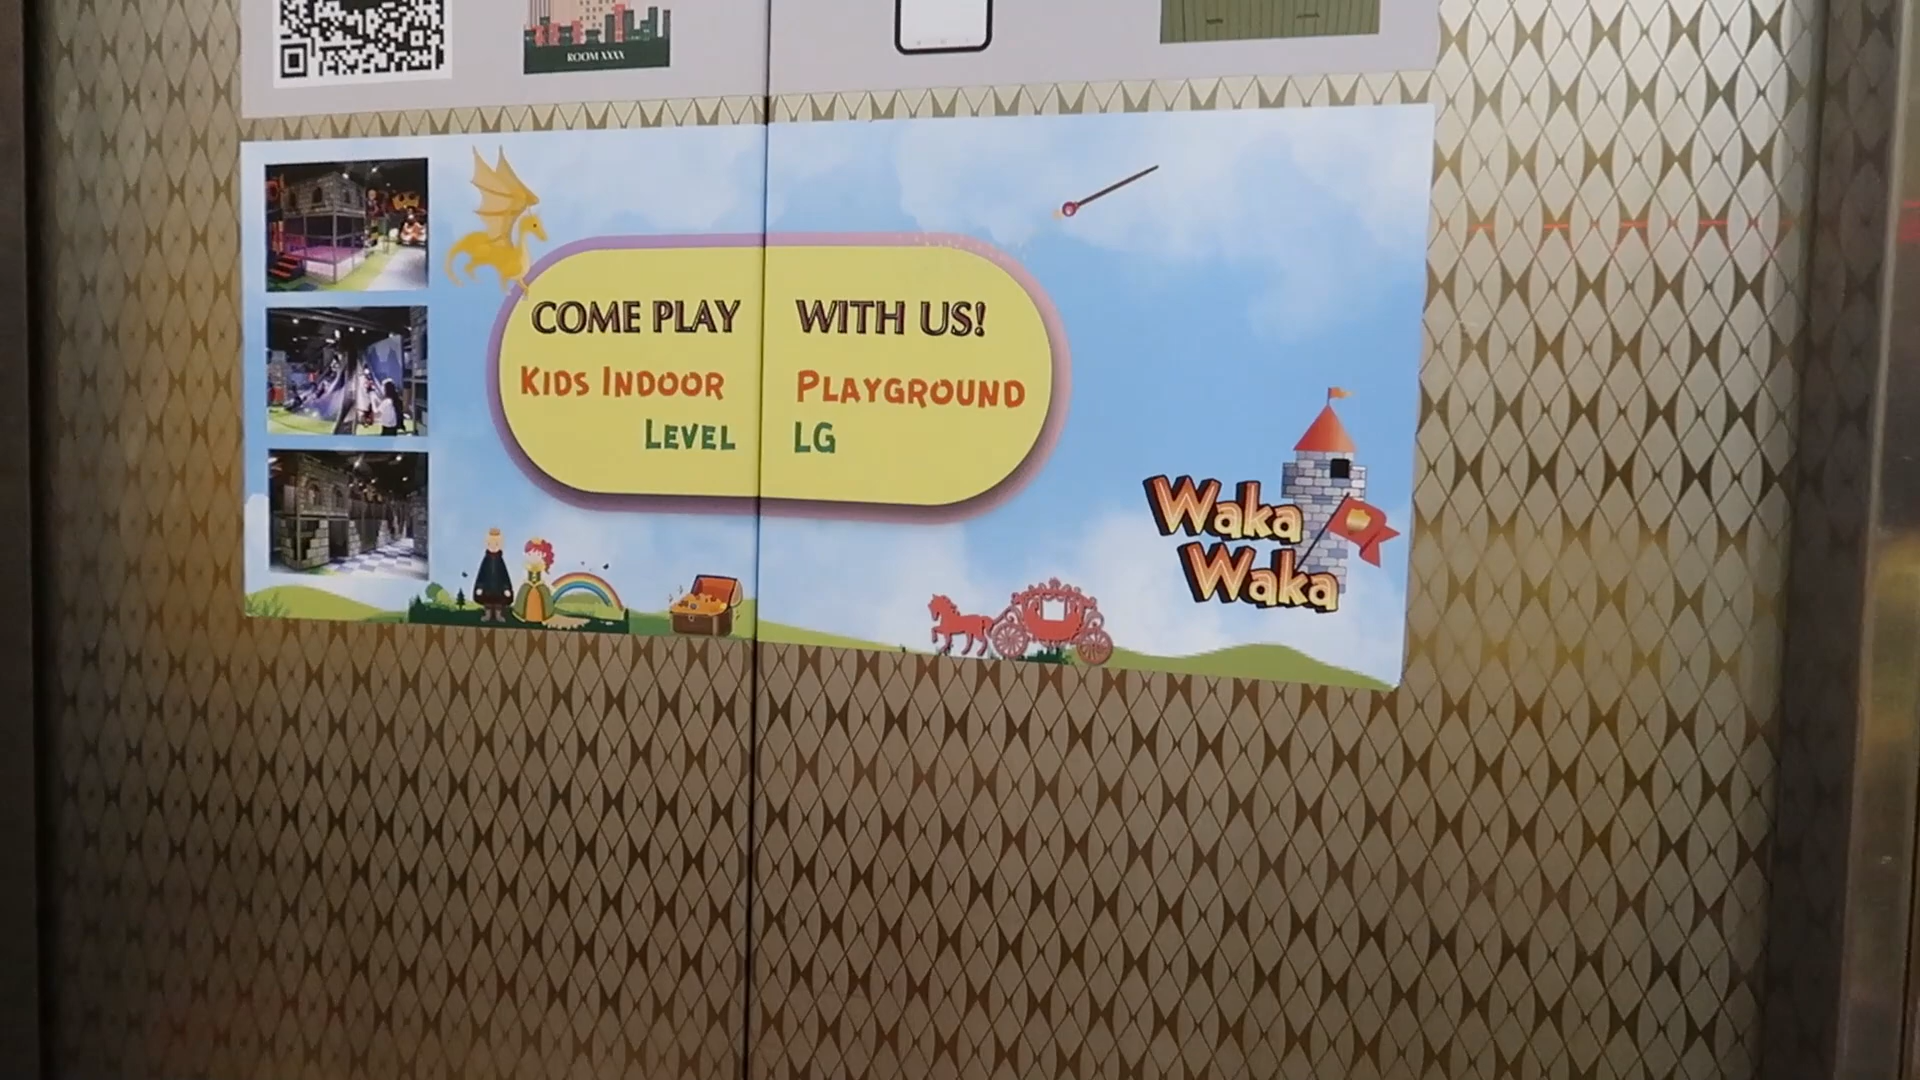 ROOM XXXX
COME PLAY WITH US!
KIDS INDOOR PLAYGROUND
LEVEL LG
Waka
Waka